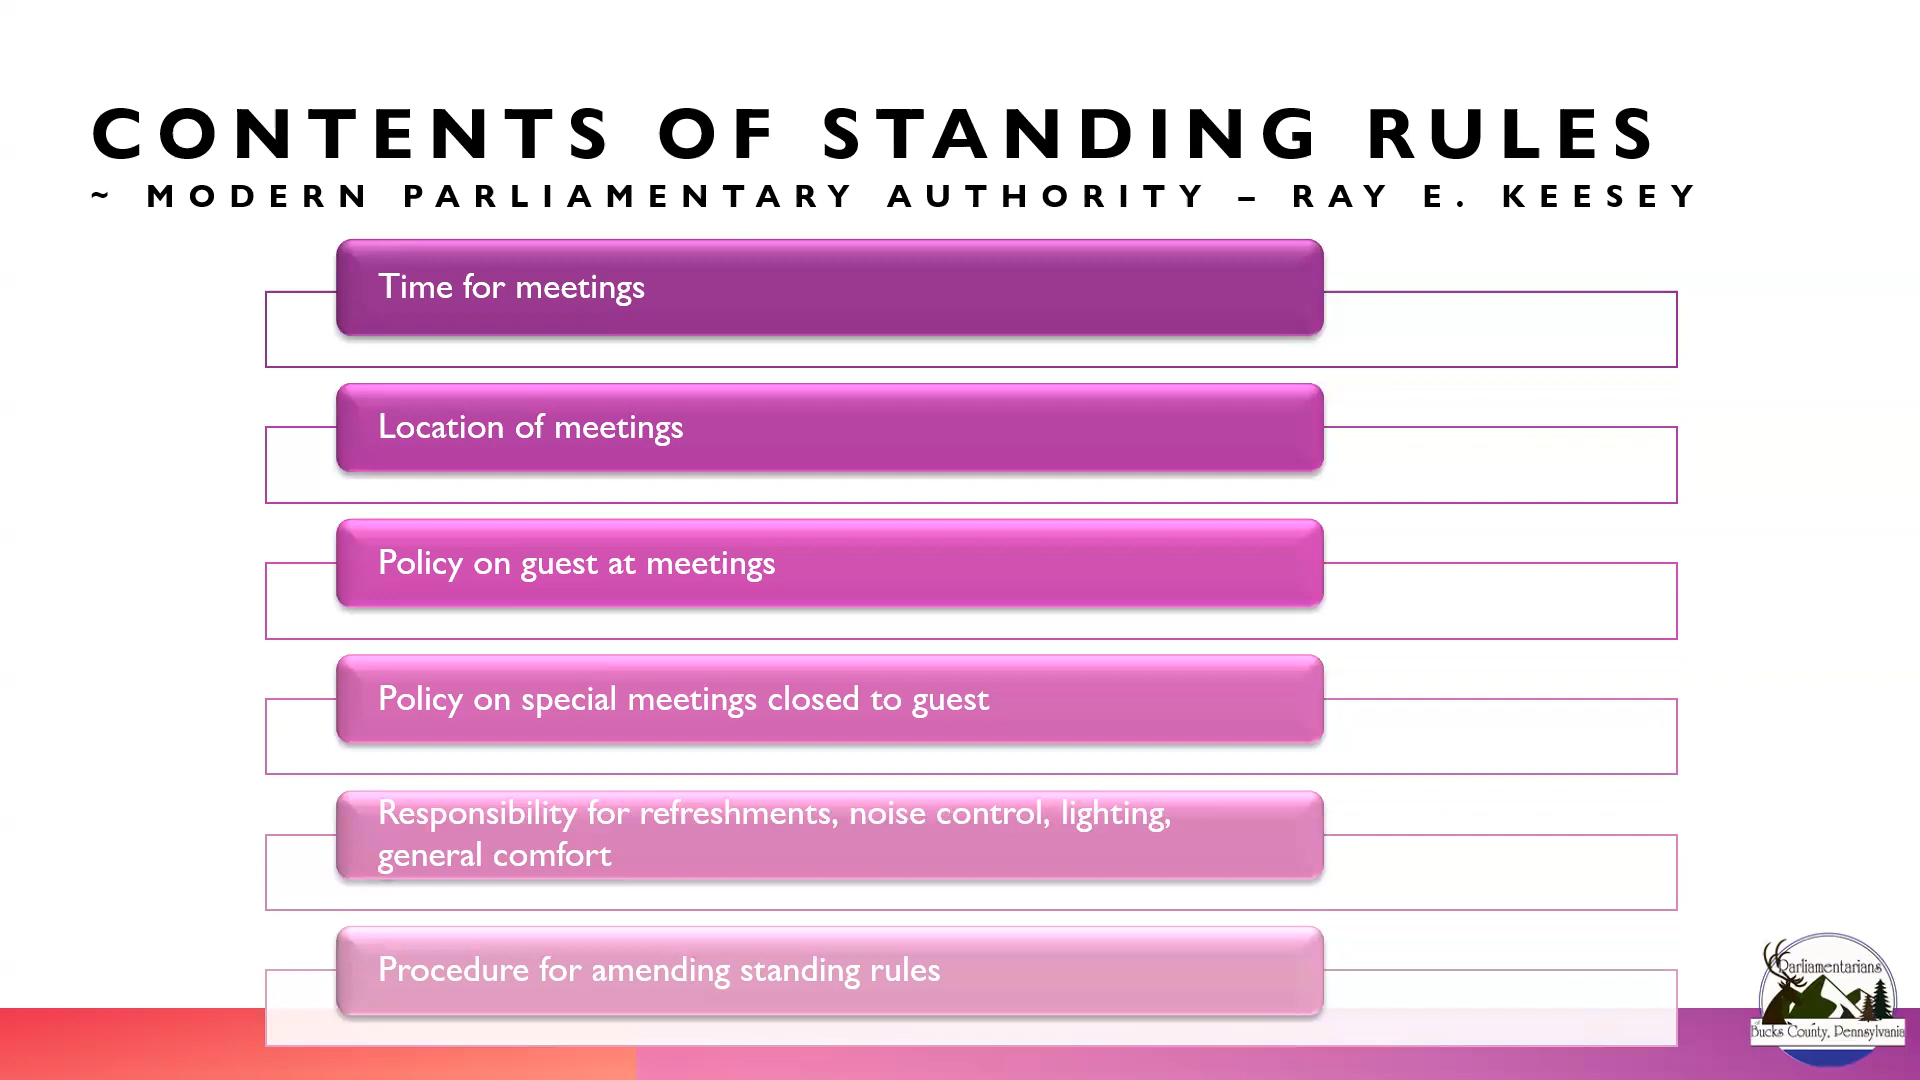 CONTENTS OF STANDING RULES
~ MODERN PARLIAMENTARY AUTHORITY – RAY E. KEESEY
Time for meetings
Location of meetings
Policy on guest at meetings
Policy on special meetings closed to guest
Responsibility for refreshments, noise control, lighting,
general comfort
Procedure for amending standing rules
Parliamentarians
Bucks County, Pennsylvania